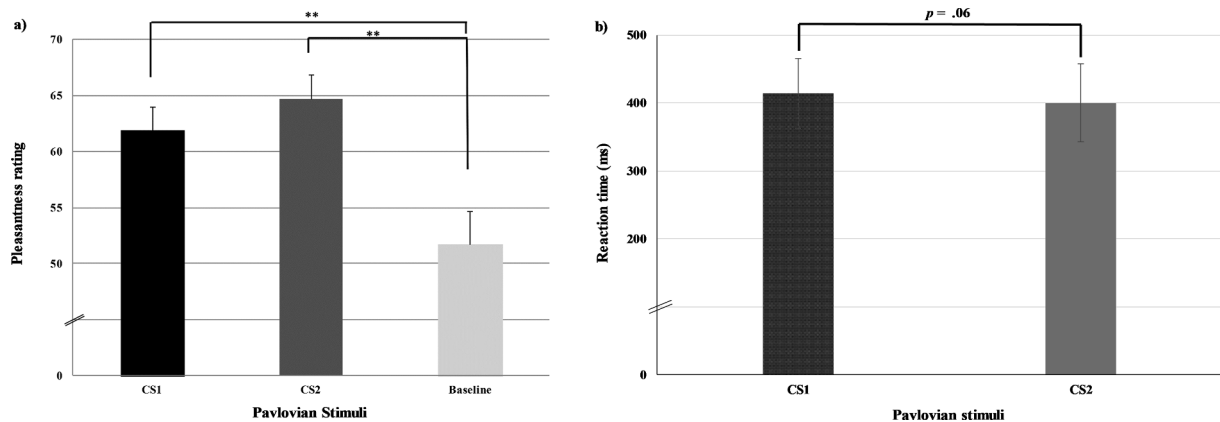 a)
**
**
70
65
60
55
50
0
Pleasantness rating
CS1
CS2
Baseline
Pavlovian Stimuli
b)
p = .06
500
400
300
200
0
Reaction time (ms)
CS1
CS2
Pavlovian stimuli